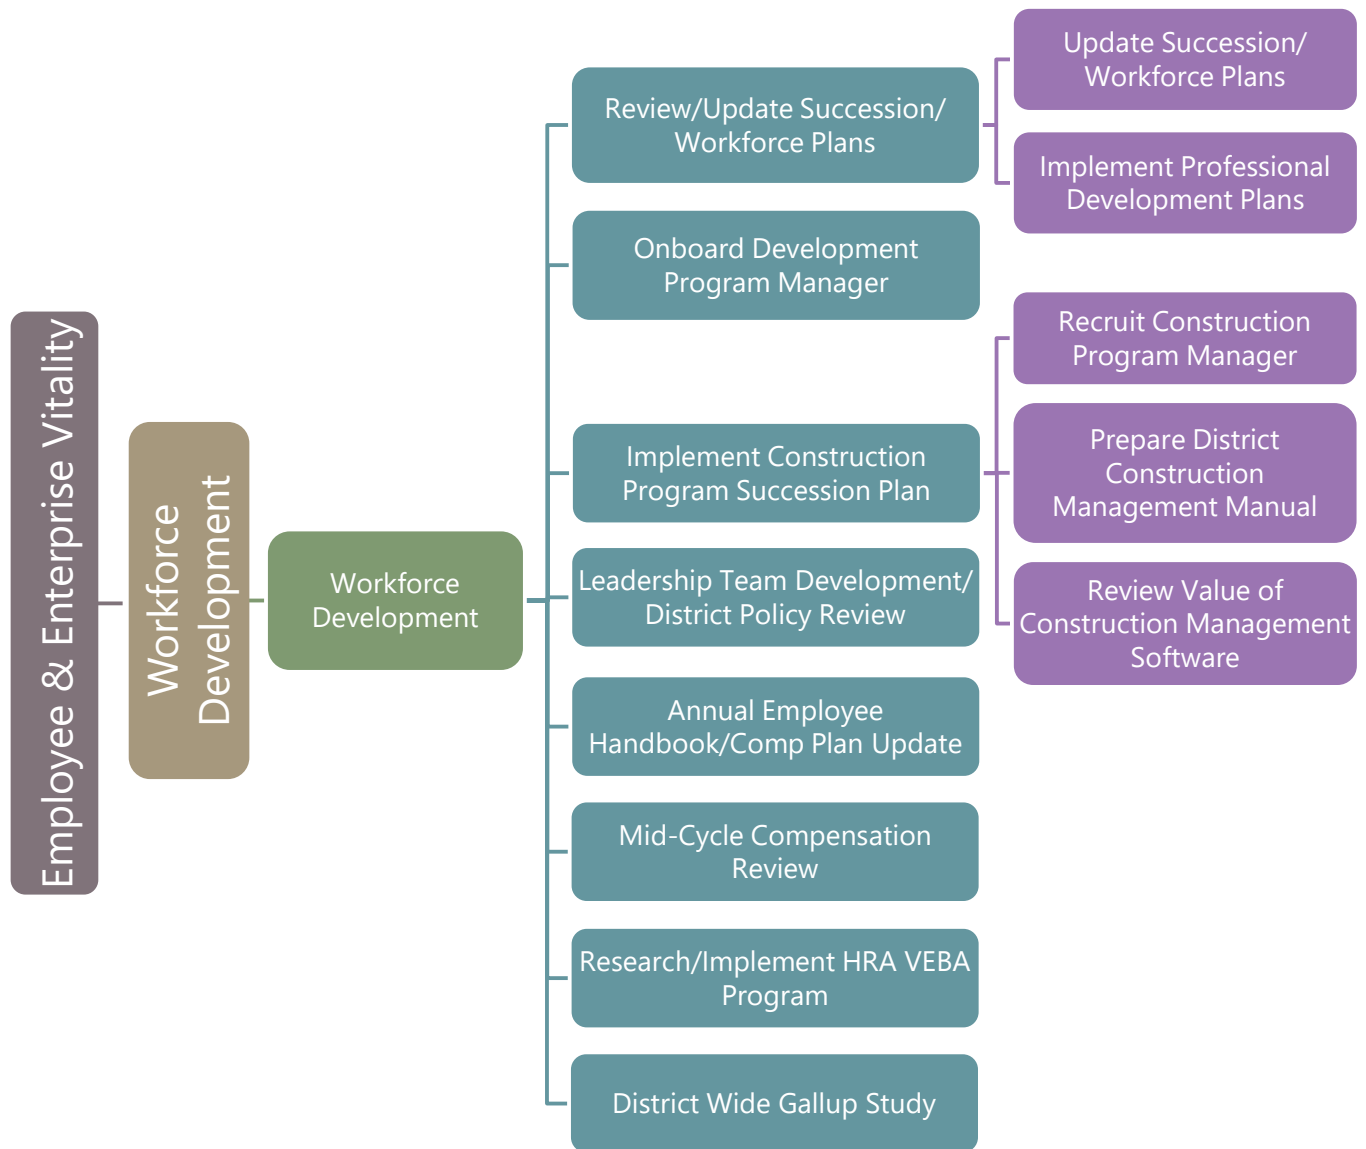 Employee & Enterprise Vitality
Workforce
Development
Workforce
Development
Review/Update Succession/
Workforce Plans
Update Succession/
Workforce Plans
Implement Professional
Development Plans
Onboard Development
Program Manager
Implement Construction
Program Succession Plan
Recruit Construction
Program Manager
Prepare District
Construction
Management Manual
Review Value of
Construction Management
Software
Leadership Team Development/
District Policy Review
Annual Employee
Handbook/Comp Plan Update
Mid-Cycle Compensation
Review
Research/Implement HRA VEBA
Program
District Wide Gallup Study